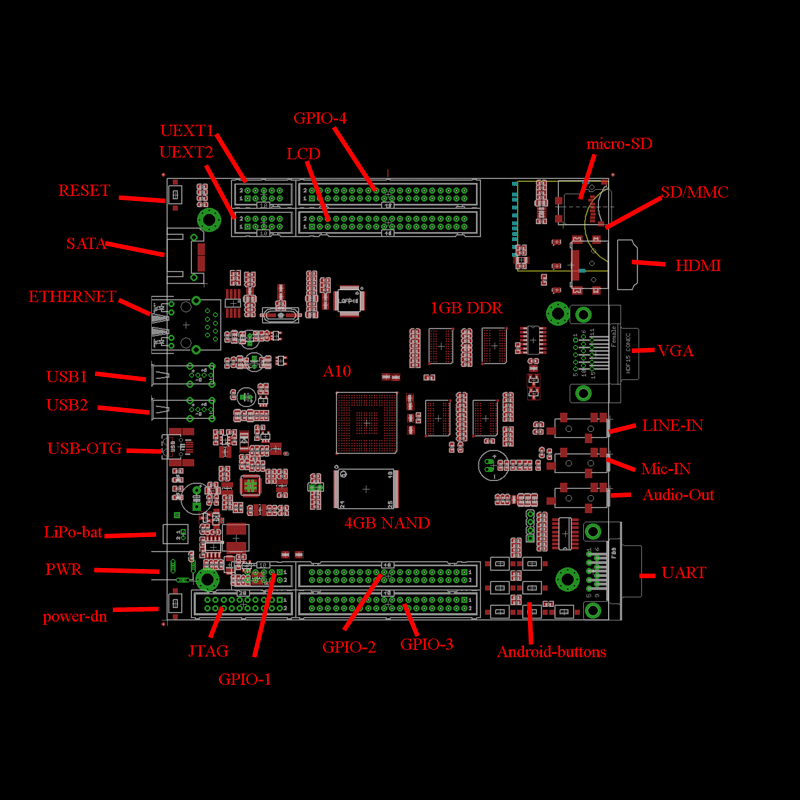 GPIO-4
UEXT1
UEXT2
LCD
micro-SD
RESET
SD/MMC
SATA
HDMI
ETHERNET
LQFP48
1GB DDR
Female
VGA
A10
USB1
USB2
LINE-IN
USB-OTG
Mic-IN
Audio-Out
4GB NAND
LiPo-bat
PWR
UART
power-dn
JTAG
GPIO-1
GPIO-2
GPIO-3
Android-buttons